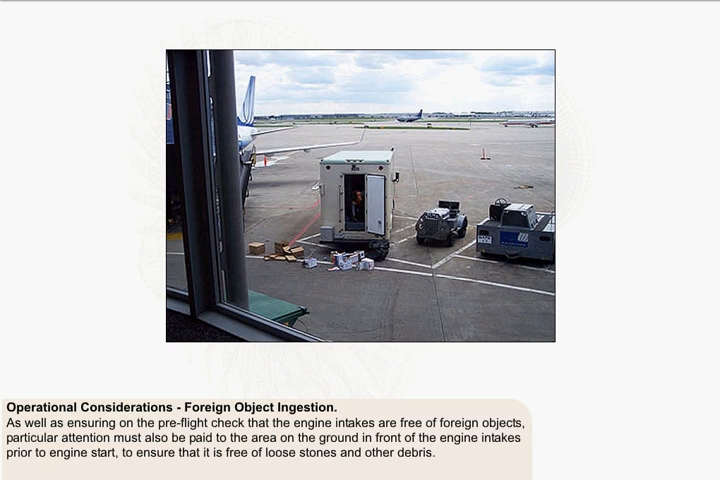 Operational Considerations - Foreign Object Ingestion.
As well as ensuring on the pre-flight check that the engine intakes are free of foreign objects,
particular attention must also be paid to the area on the ground in front of the engine intakes
prior to engine start, to ensure that it is free of loose stones and other debris.